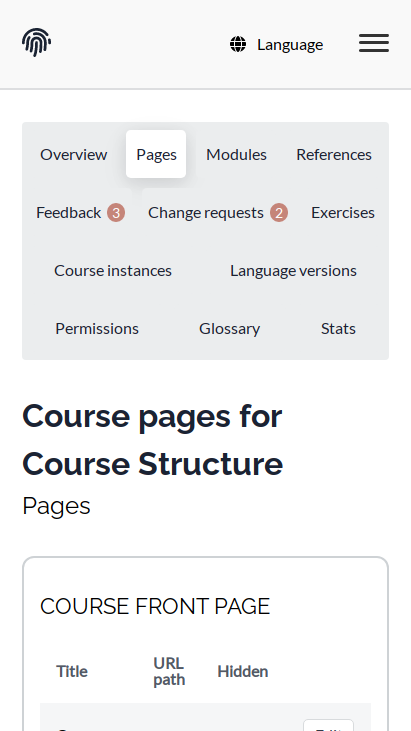 Language
Overview Pages Modules References
Feedback 3 Change requests 2 Exercises
Course instances Language versions
Permissions Glossary Stats
Course pages for
Course Structure
Pages
COURSE FRONT PAGE
Title URL path Hidden